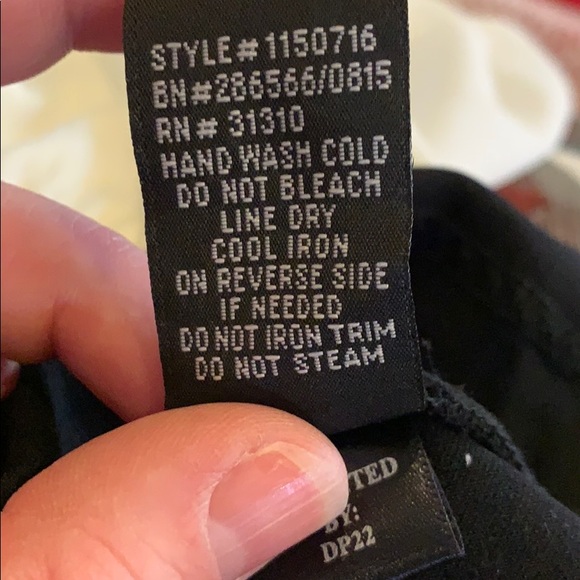 STYLE# 1150716
BN#286566/0815
RN# 31310
HAND WASH COLD
DO NOT BLEACH
LINE DRY
COOL IRON
ON REVERSE SIDE
IF NEEDED
DO NOT IRON TRIM
DO NOT STEAM
BY:
DP22